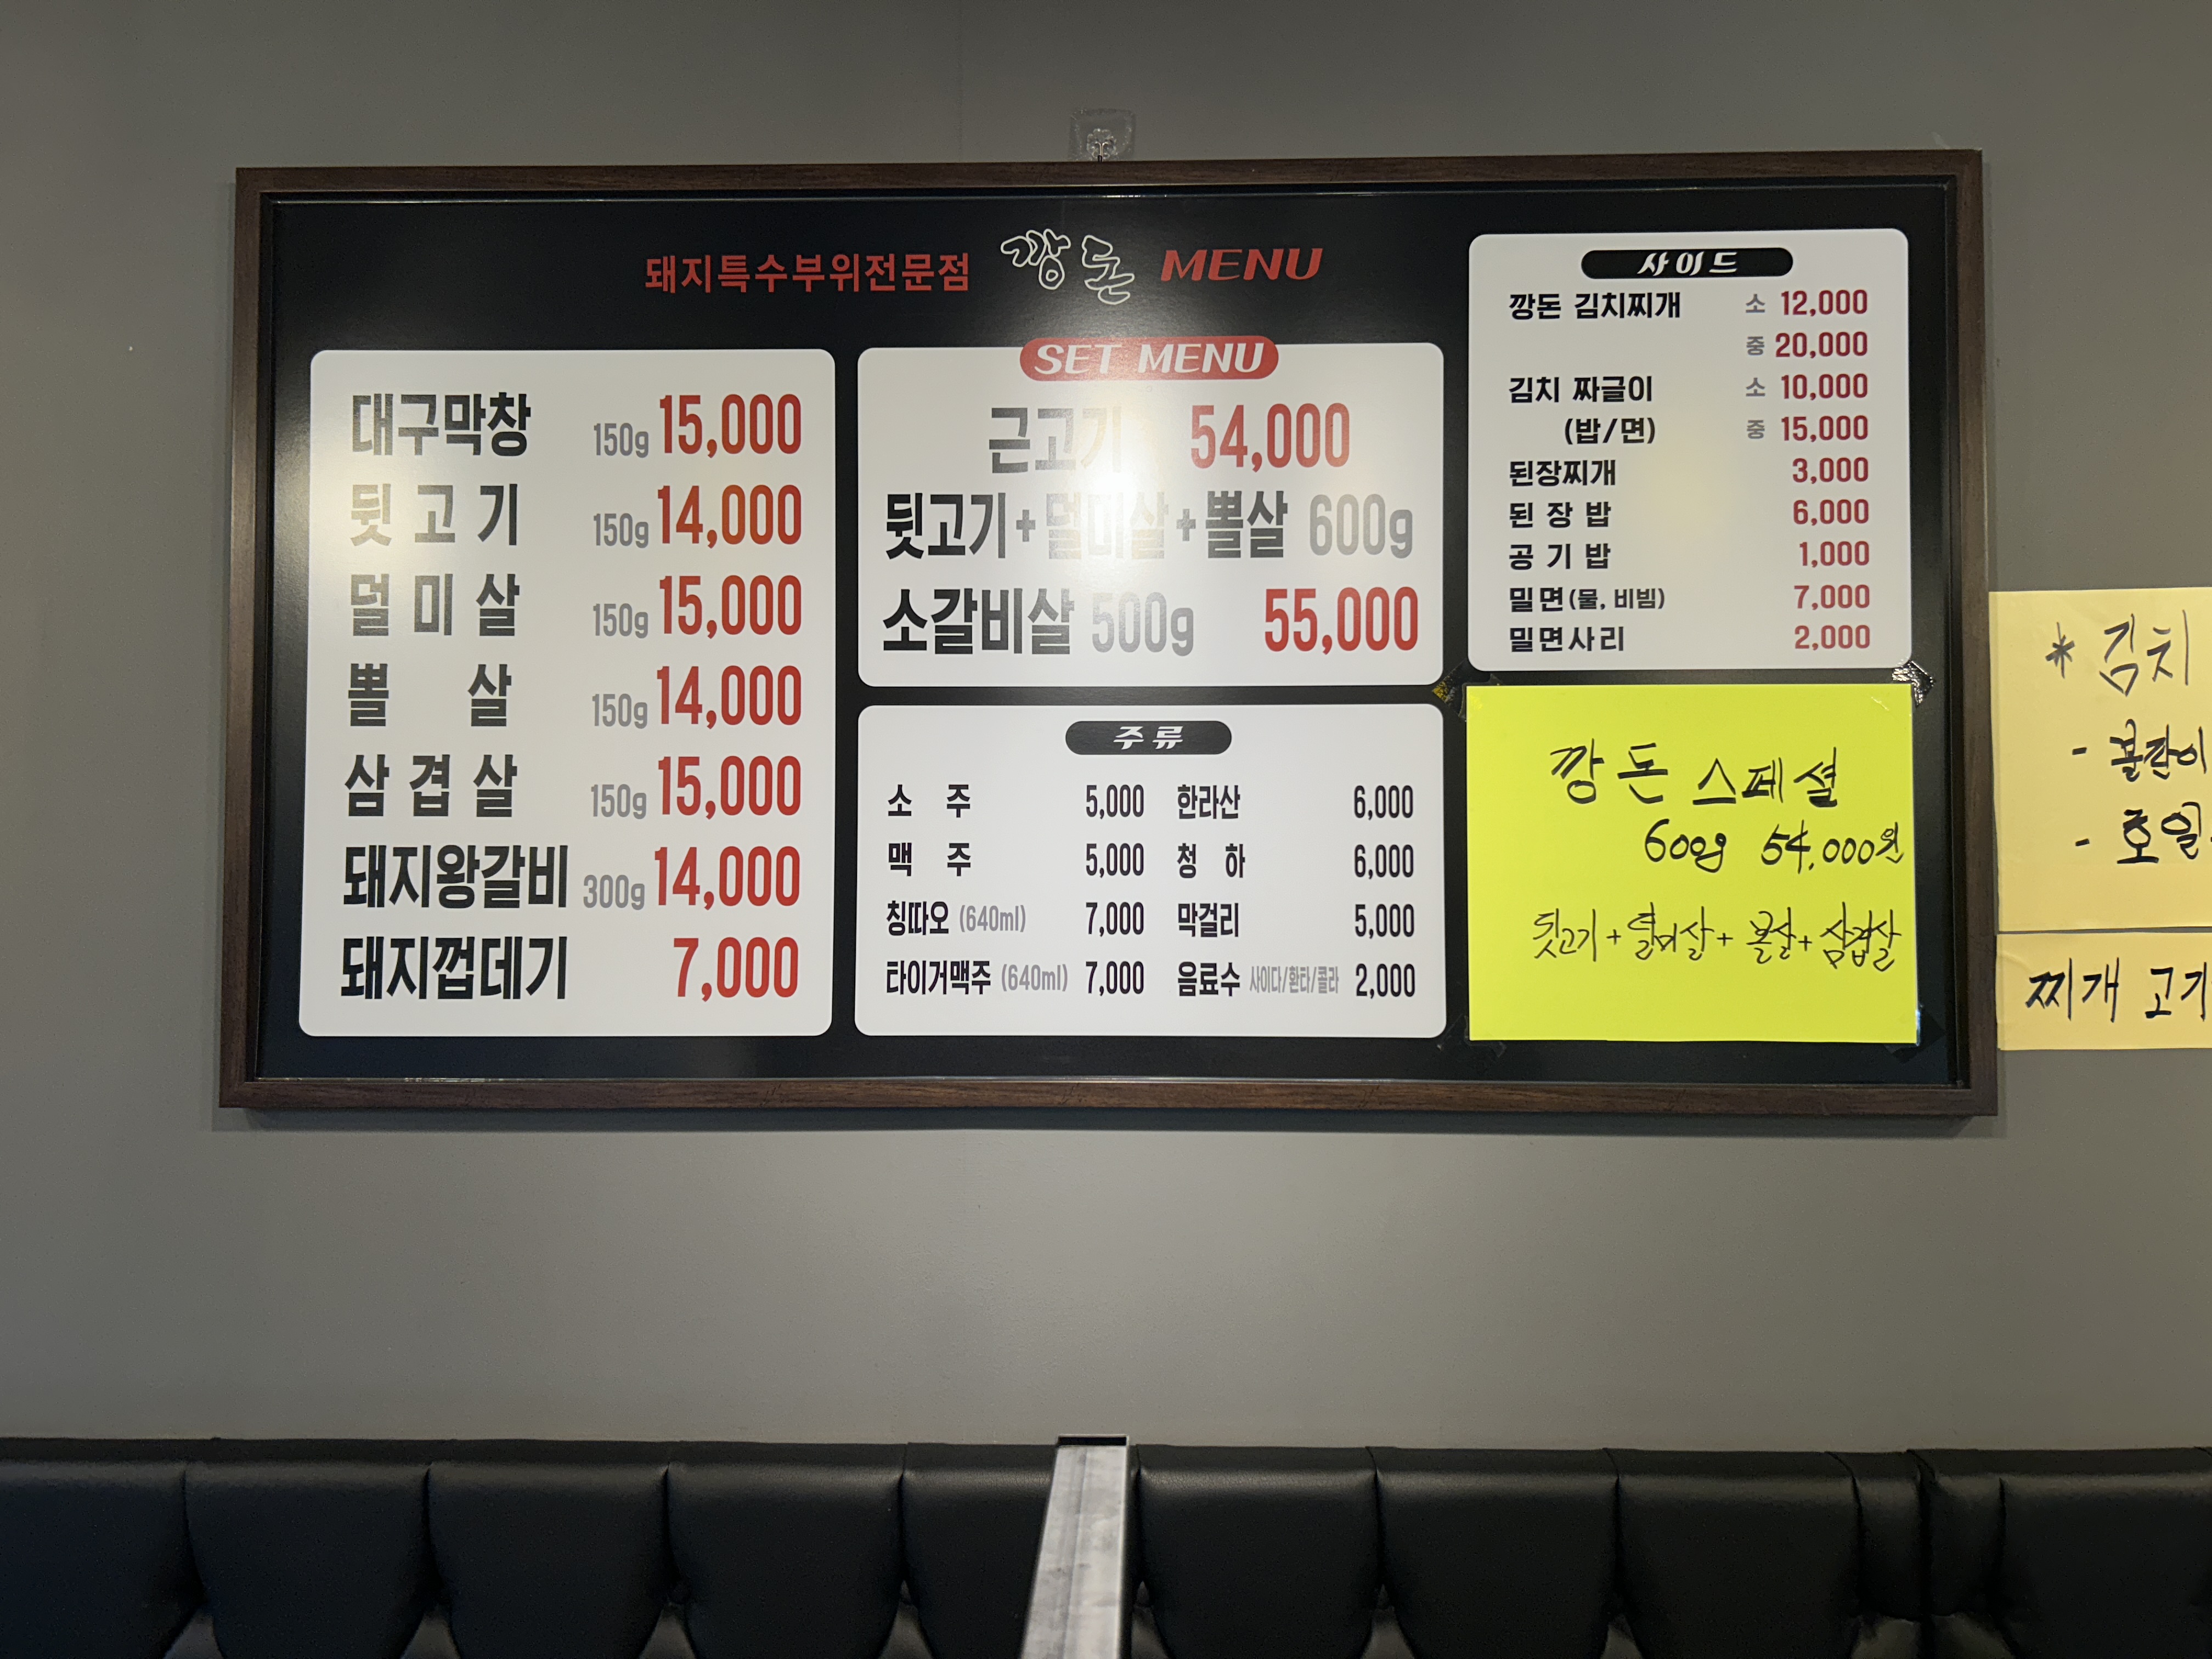 돼지특수부위전문점 깡돈 MENU
대구막창 150g 15,000
뒷고기 150g 14,000
덜미살 150g 15,000
뽈살 150g 14,000
삼겹살 150g 15,000
돼지왕갈비 300g 14,000
돼지껍데기 7,000
SET MENU
근고기 54,000
뒷고기+덜미살+뽈살 600g
소갈비살 500g 55,000
주류
소주 5,000 한라산 6,000
맥주 5,000 청하 6,000
칭따오 (640ml) 7,000 막걸리 5,000
타이거맥주 (640ml) 7,000 음료수 사이다/환타/콜라 2,000
사이드
깡돈 김치찌개 소 12,000
중 20,000
김치 짜글이 소 10,000
(밥/면) 중 15,000
된장찌개 3,000
된장밥 6,000
공기밥 1,000
밀면(물, 비빔) 7,000
밀면사리 2,000
깡돈 스페셜
600g 54,000원
뒷고기+덜미살+볼살+삼겹살
* 김치
-
- 호일
찌개 고기